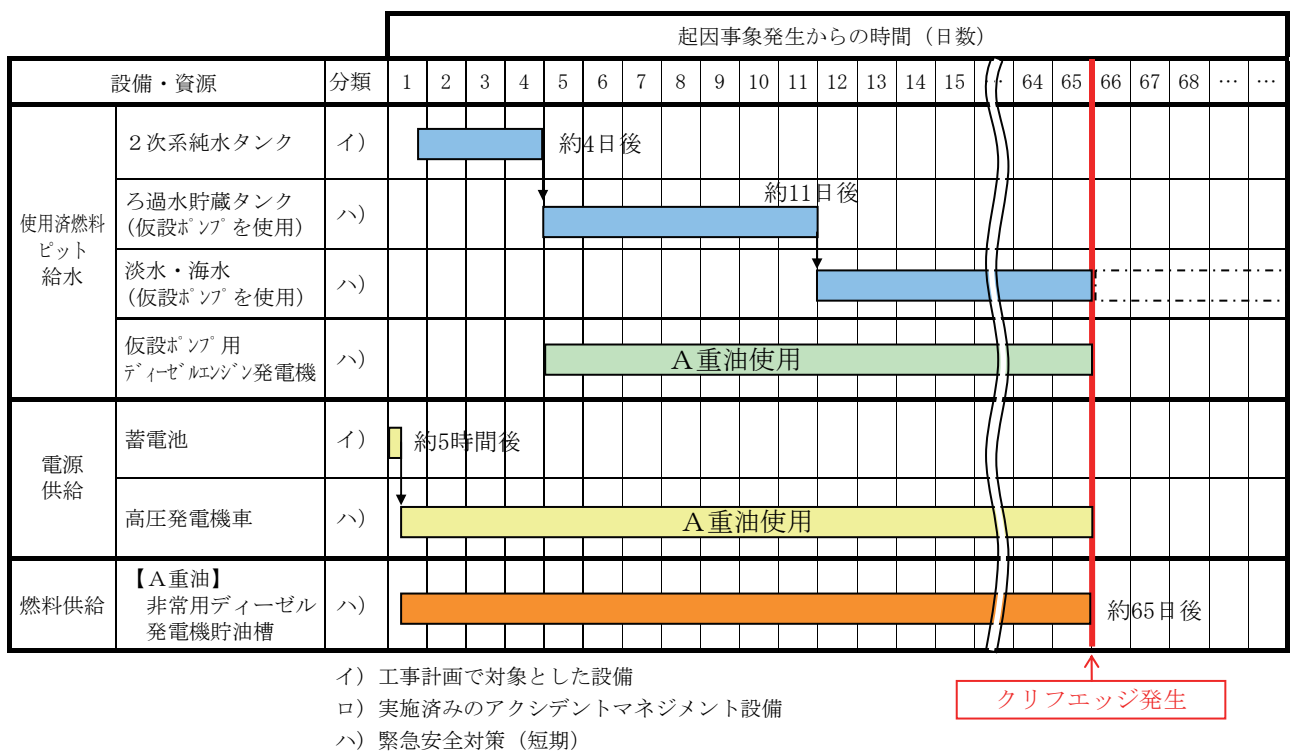 起因事象発生からの時間（日数）
設備・資源 分類 1 2 3 4 5 6 7 8 9 10 11 12 13 14 15 … 64 65 66 67 68 … …
使用済燃料
ピット
給水
２次系純水タンク イ） 約4日後
ろ過水貯蔵タンク
(仮設ﾎﾟﾝﾌﾟを使用) ハ） 約11日後
淡水・海水
(仮設ﾎﾟﾝﾌﾟを使用) ハ）
仮設ﾎﾟﾝﾌﾟ用
ﾃﾞｨｰｾﾞﾙｴﾝｼﾞﾝ発電機 ハ） Ａ重油使用
電源
供給
蓄電池 イ） 約5時間後
高圧発電機車 ハ） Ａ重油使用
燃料供給
【Ａ重油】
非常用ディーゼル
発電機貯油槽 ハ） 約65日後
イ）工事計画で対象とした設備
ロ）実施済みのアクシデントマネジメント設備
ハ）緊急安全対策（短期）
クリフエッジ発生